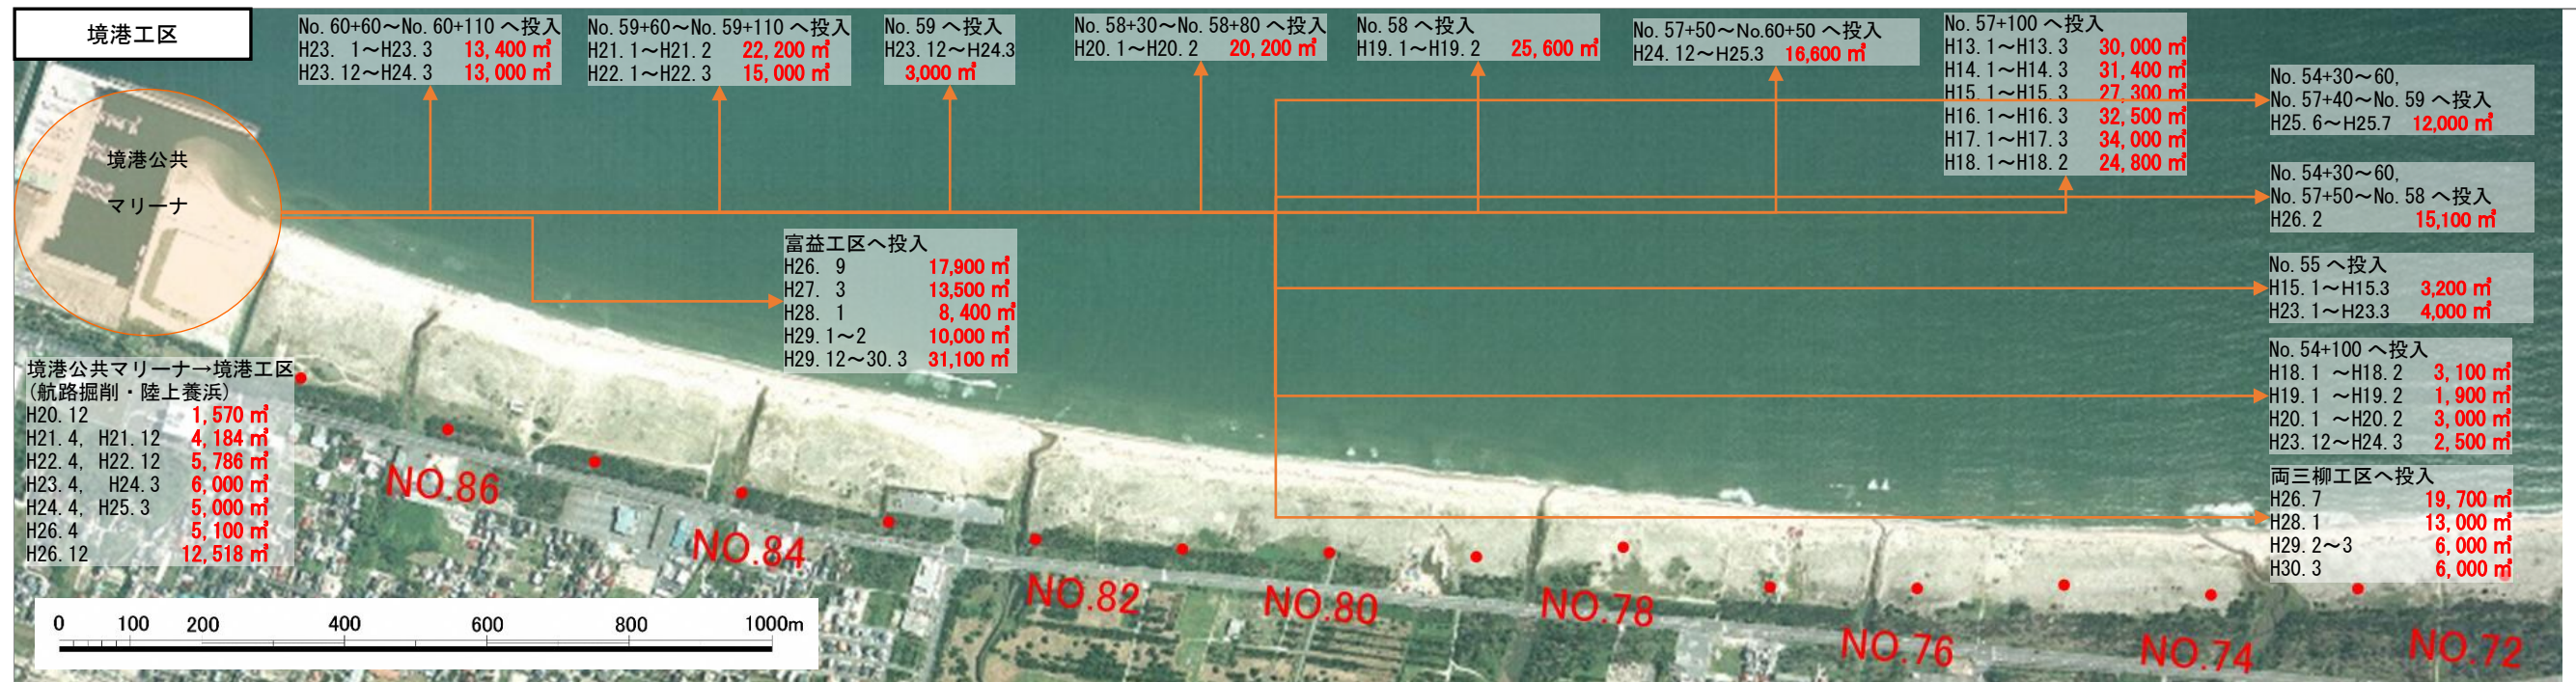 境港工区
No. 60+60～No. 60+110 へ投入
H23. 1～H23. 3 13,400 ㎥
H23. 12～H24. 3 13,000 ㎥
No. 59+60～No. 59+110 へ投入
H21. 1～H21. 2 22,200 ㎥
H22. 1～H22. 3 15,000 ㎥
No. 59 へ投入
H23. 12～H24.3
3,000 ㎥
No. 58+30～No. 58+80 へ投入
H20. 1～H20. 2 20,200 ㎥
No. 58 へ投入
H19. 1～H19. 2 25,600 ㎥
No. 57+50～No.60+50 へ投入
H24. 12～H25.3 16,600 ㎥
No. 57+100 へ投入
H13. 1～H13. 3 30,000 ㎥
H14. 1～H14. 3 31,400 ㎥
H15. 1～H15. 3 27,300 ㎥
H16. 1～H16. 3 32,500 ㎥
H17. 1～H17. 3 34,000 ㎥
H18. 1～H18. 2 24,800 ㎥
No. 54+30～60,
No. 57+40～No. 59 へ投入
H25. 6～H25.7 12,000 ㎥
No. 54+30～60,
No. 57+50～No. 58 へ投入
H26. 2 15,100 ㎥
No. 55 へ投入
H15. 1～H15.3 3,200 ㎥
H23. 1～H23.3 4,000 ㎥
No. 54+100 へ投入
H18. 1 ～H18. 2 3,100 ㎥
H19. 1 ～H19. 2 1,900 ㎥
H20. 1 ～H20. 2 3,000 ㎥
H23. 12～H24. 3 2,500 ㎥
両三柳工区へ投入
H26. 7 19,700 ㎥
H28. 1 13,000 ㎥
H29. 2～3 6,000 ㎥
H30. 3 6,000 ㎥
境港公共
マリーナ
富益工区へ投入
H26. 9 17,900 ㎥
H27. 3 13,500 ㎥
H28. 1 8,400 ㎥
H29. 1～2 10,000 ㎥
H29. 12～30. 3 31,100 ㎥
境港公共マリーナ→境港工区
(航路掘削・陸上養浜)
H20. 12 1,570 ㎥
H21. 4, H21. 12 4,184 ㎥
H22. 4, H22. 12 5,786 ㎥
H23. 4, H24. 3 6,000 ㎥
H24. 4, H25. 3 5,000 ㎥
H26. 4 5,100 ㎥
H26. 12 12,518 ㎥
NO.86
NO.84
NO.82
NO.80
NO.78
NO.76
NO.74
NO.72
0 100 200 400 600 800 1000m